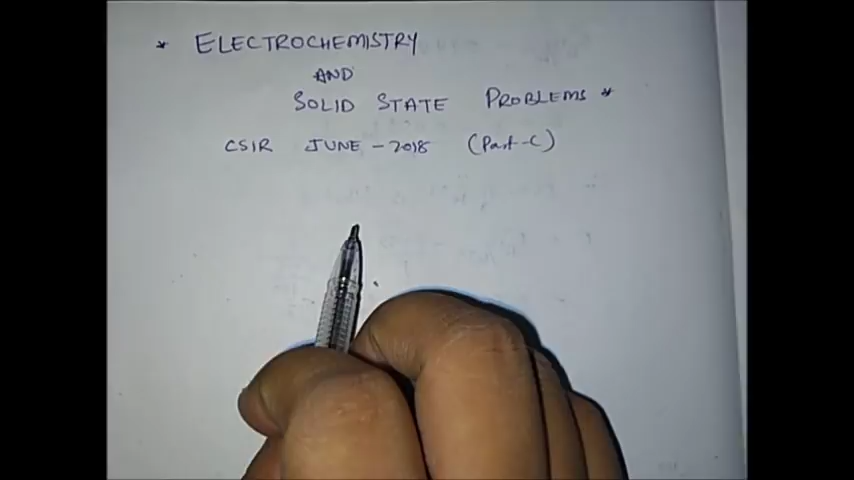 * ELECTROCHEMISTRY
AND
SOLID STATE PROBLEMS *
CSIR JUNE - 2018 (Part-C)